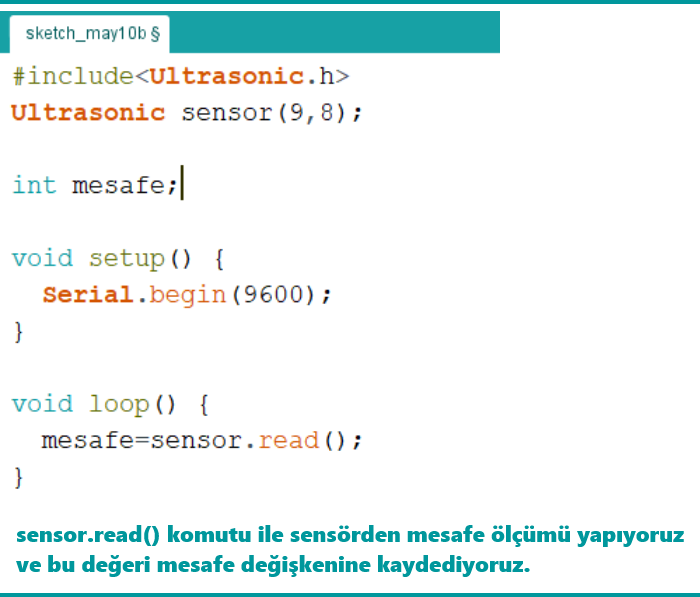 sketch_may10b §
#include<Ultrasonic.h>
Ultrasonic sensor(9,8);
int mesafe;
void setup() {
  Serial.begin(9600);
}
void loop() {
  mesafe=sensor.read();
}
sensor.read() komutu ile sensörden mesafe ölçümü yapıyoruz
ve bu değeri mesafe değişkenine kaydediyoruz.